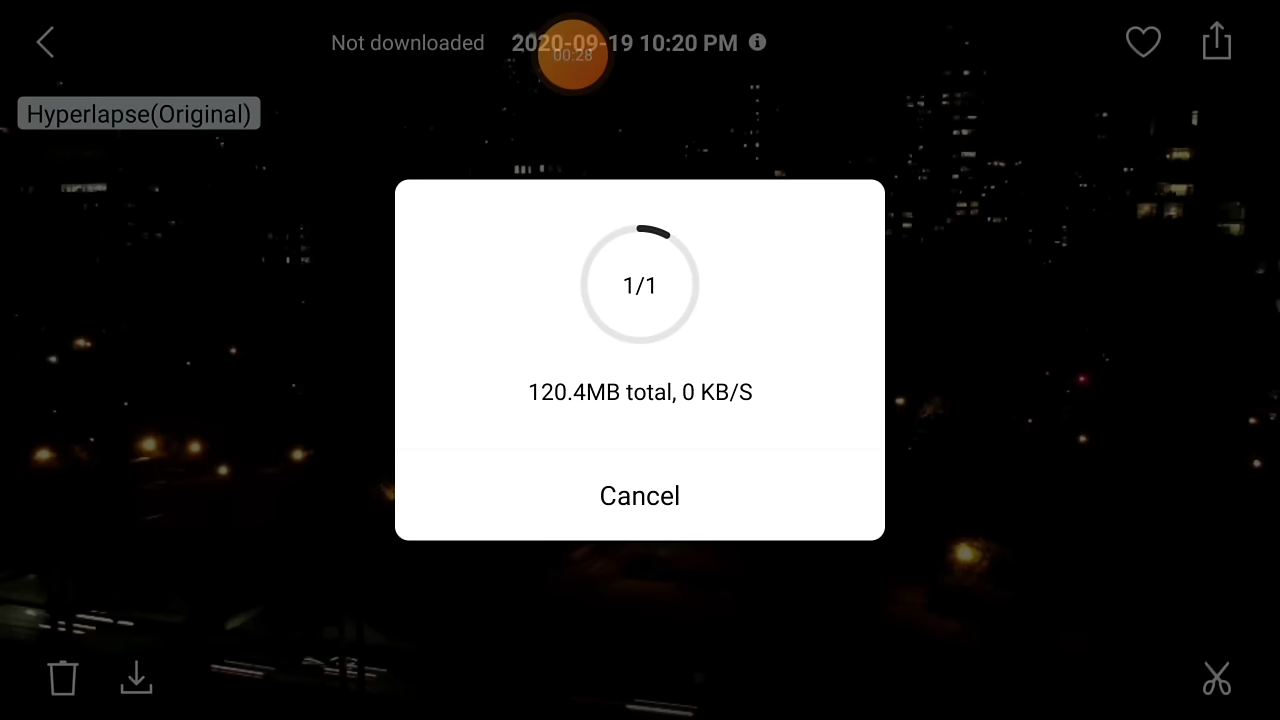 Not downloaded 2020-09-19 10:20 PM
00:28
Hyperlapse(Original)
1/1
120.4MB total, 0 KB/S
Cancel